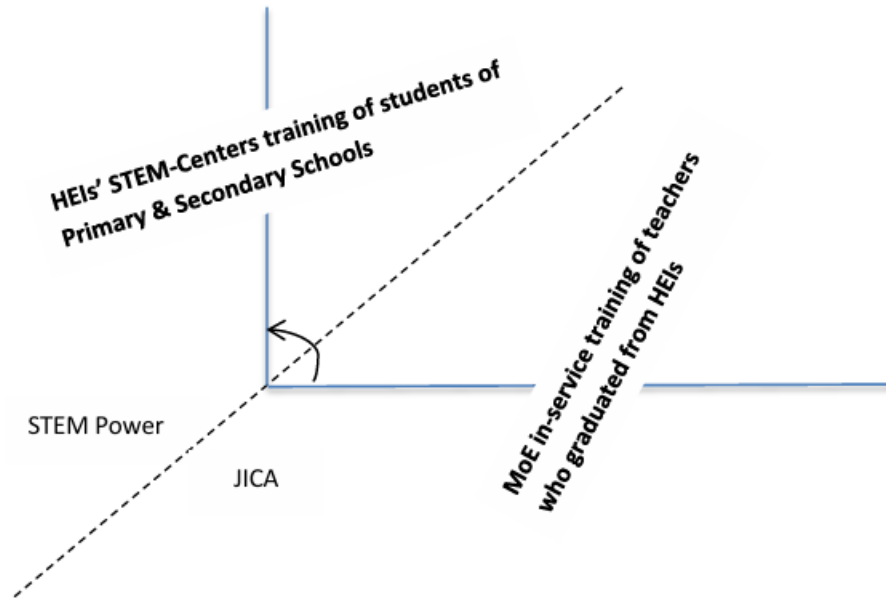 HEIs' STEM-Centers training of students of
Primary & Secondary Schools
MoE in-service training of teachers
who graduated from HEIs
STEM Power
JICA